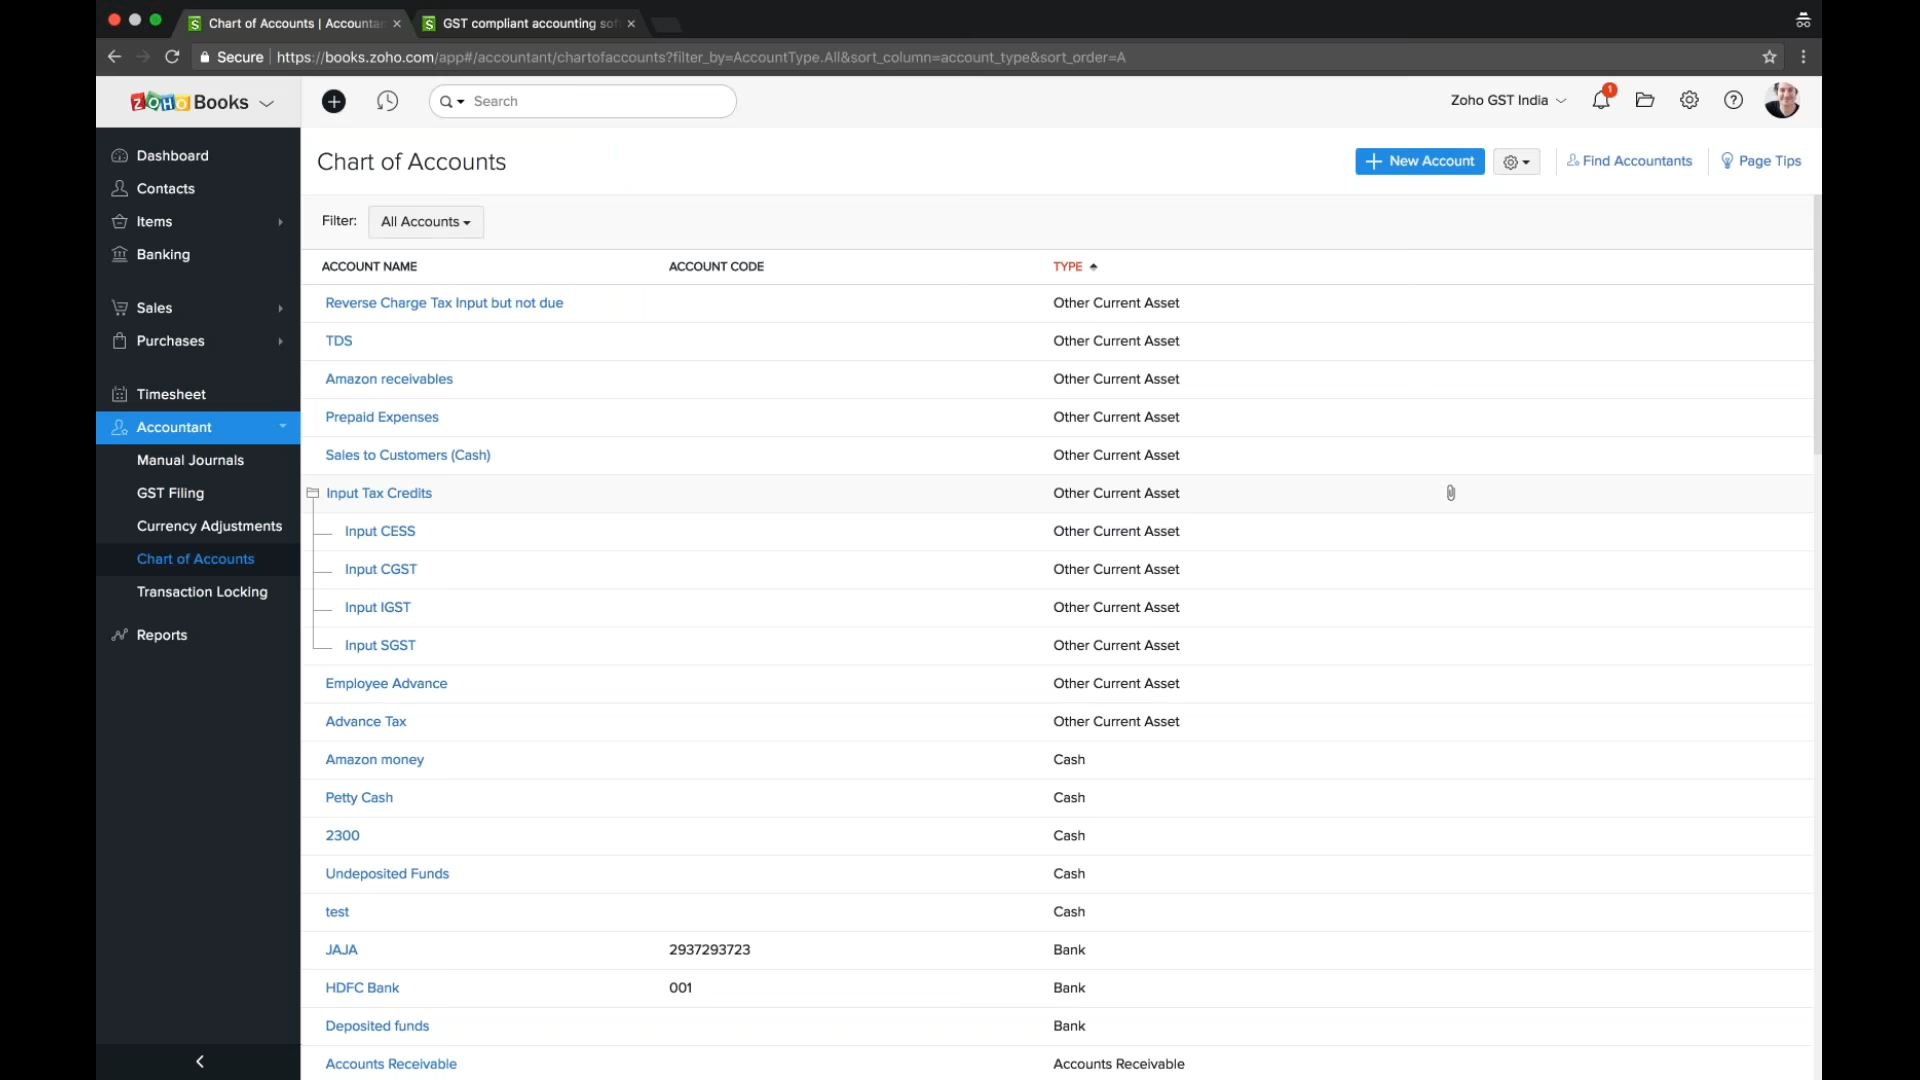 Chart of Accounts | Accountan
GST compliant accounting sof
Secure https://books.zoho.com/app#/accountant/chartofaccounts?filter_by=AccountType.All&sort_column=account_type&sort_order=A
ZOHO Books
Search
Zoho GST India
1
Dashboard
Contacts
Items
Banking
Sales
Purchases
Timesheet
Accountant
Manual Journals
GST Filing
Currency Adjustments
Chart of Accounts
Transaction Locking
Reports
Chart of Accounts
New Account
Find Accountants
Page Tips
Filter: All Accounts
ACCOUNT NAME ACCOUNT CODE TYPE
Reverse Charge Tax Input but not due Other Current Asset
TDS Other Current Asset
Amazon receivables Other Current Asset
Prepaid Expenses Other Current Asset
Sales to Customers (Cash) Other Current Asset
Input Tax Credits Other Current Asset
Input CESS Other Current Asset
Input CGST Other Current Asset
Input IGST Other Current Asset
Input SGST Other Current Asset
Employee Advance Other Current Asset
Advance Tax Other Current Asset
Amazon money Cash
Petty Cash Cash
2300 Cash
Undeposited Funds Cash
test Cash
JAJA 2937293723 Bank
HDFC Bank 001 Bank
Deposited funds Bank
Accounts Receivable Accounts Receivable